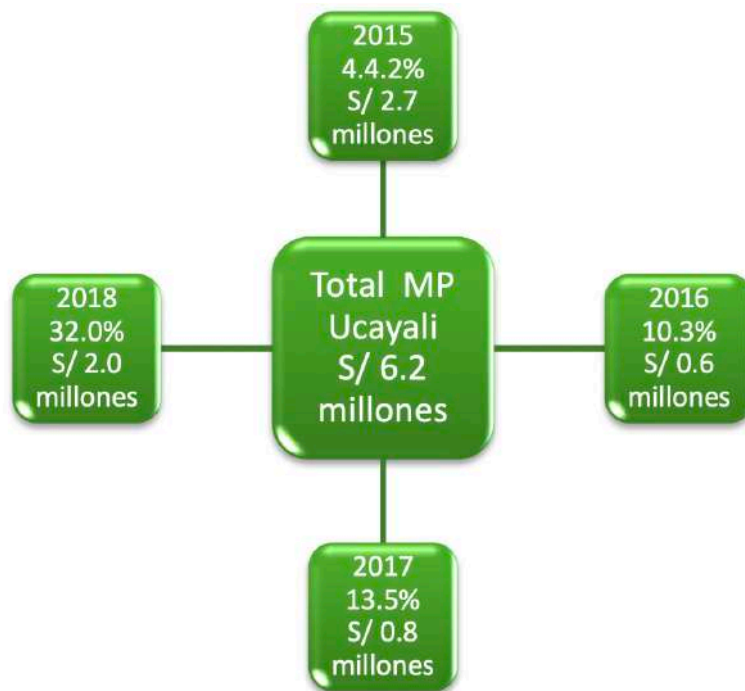 2015
4.4.2%
S/ 2.7
millones
Total MP
Ucayali
S/ 6.2
millones
2018
32.0%
S/ 2.0
millones
2016
10.3%
S/ 0.6
millones
2017
13.5%
S/ 0.8
millones